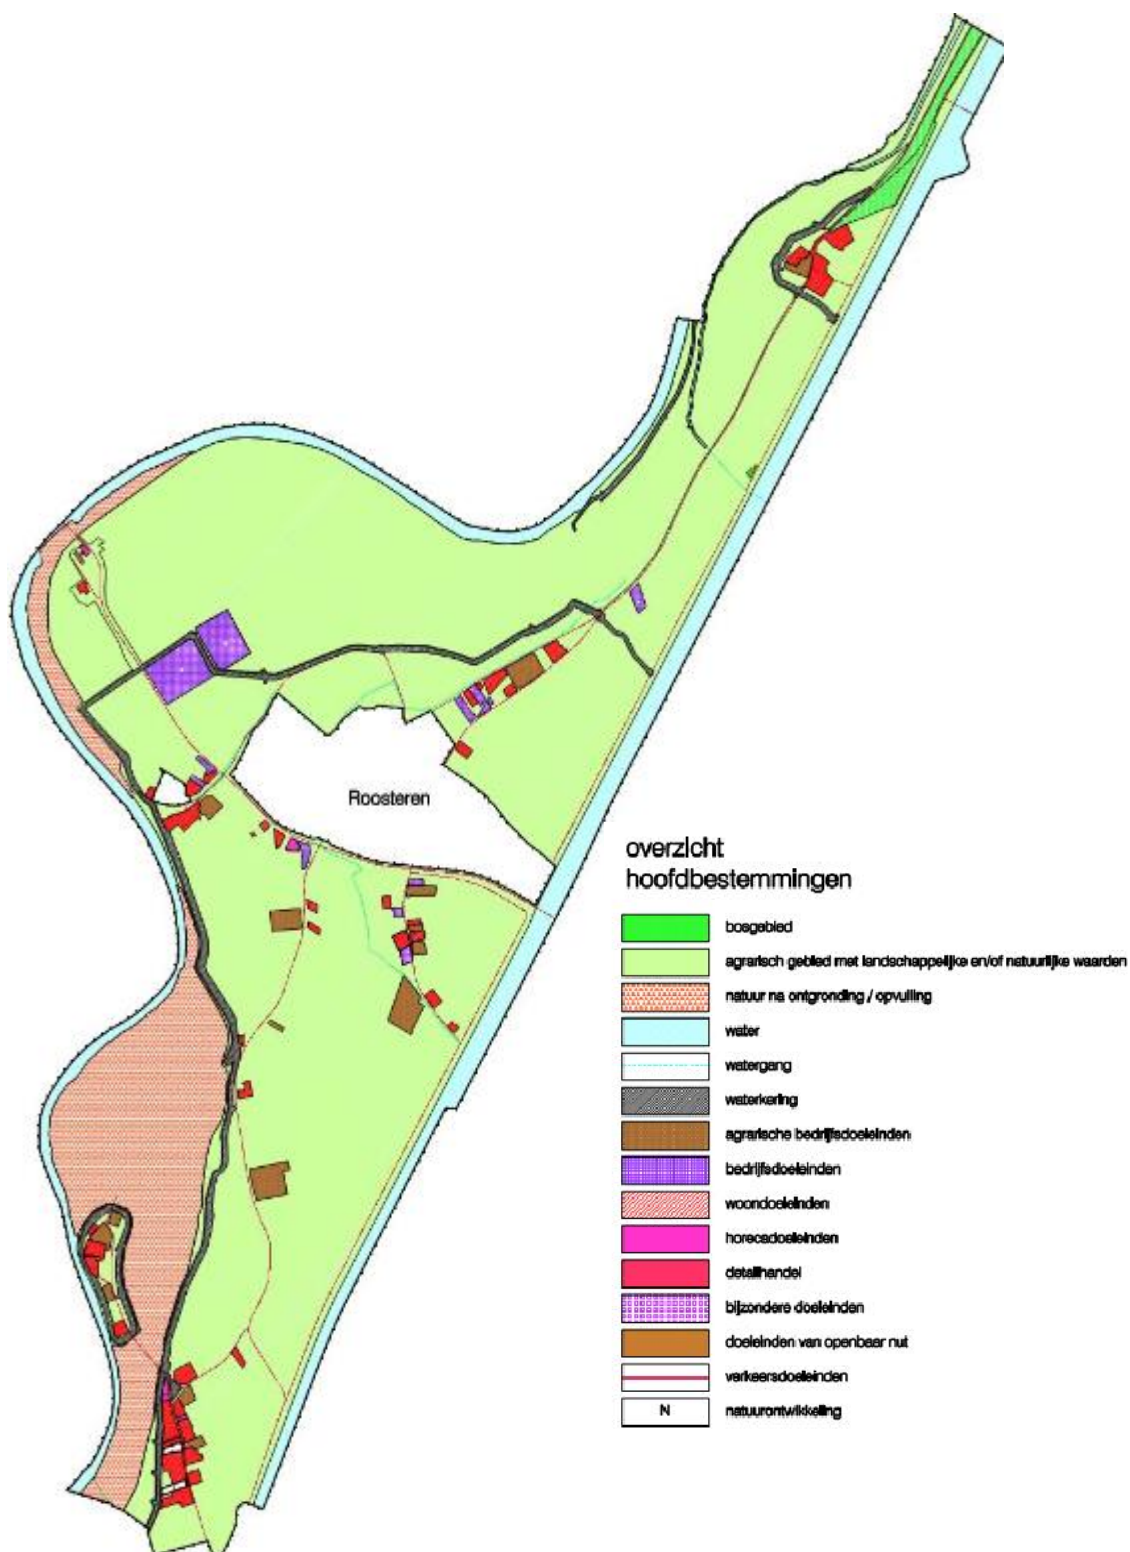 Roosteren
overzicht
hoofdbestemmingen
bosgebied
agrarisch gebied met landschappelijke en/of natuurlijke waarden
natuur na ontgronding / opvulling
water
watergang
waterkering
agrarische bedrijfsdoeleinden
bedrijfsdoeleinden
woondoeleinden
horecadoeleinden
detailhandel
bijzondere doeleinden
doeleinden van openbaar nut
verkeersdoeleinden
N natuurontwikkeling